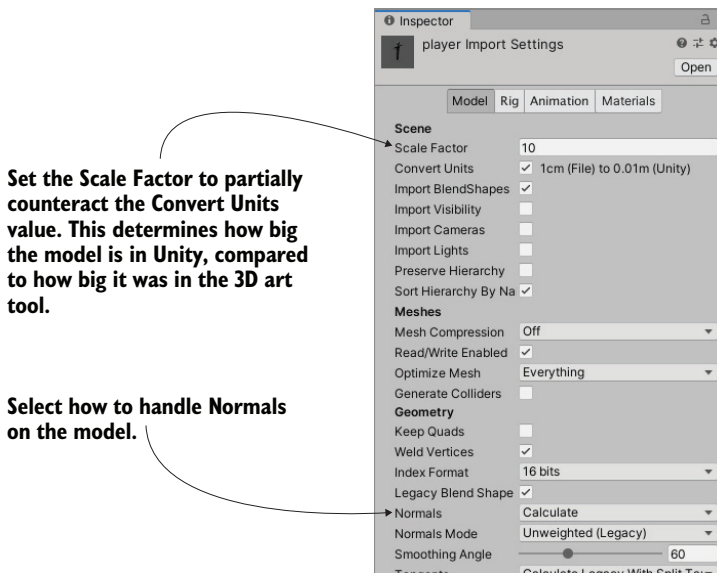 Inspector
player Import Settings
Open
Model Rig Animation Materials
Scene
Scale Factor 10
Convert Units 1cm (File) to 0.01m (Unity)
Import BlendShapes
Import Visibility
Import Cameras
Import Lights
Preserve Hierarchy
Sort Hierarchy By Na
Meshes
Mesh Compression Off
Read/Write Enabled
Optimize Mesh Everything
Generate Colliders
Geometry
Keep Quads
Weld Vertices
Index Format 16 bits
Legacy Blend Shape
Normals Calculate
Normals Mode Unweighted (Legacy)
Smoothing Angle 60
Set the Scale Factor to partially
counteract the Convert Units
value. This determines how big
the model is in Unity, compared
to how big it was in the 3D art
tool.
Select how to handle Normals
on the model.